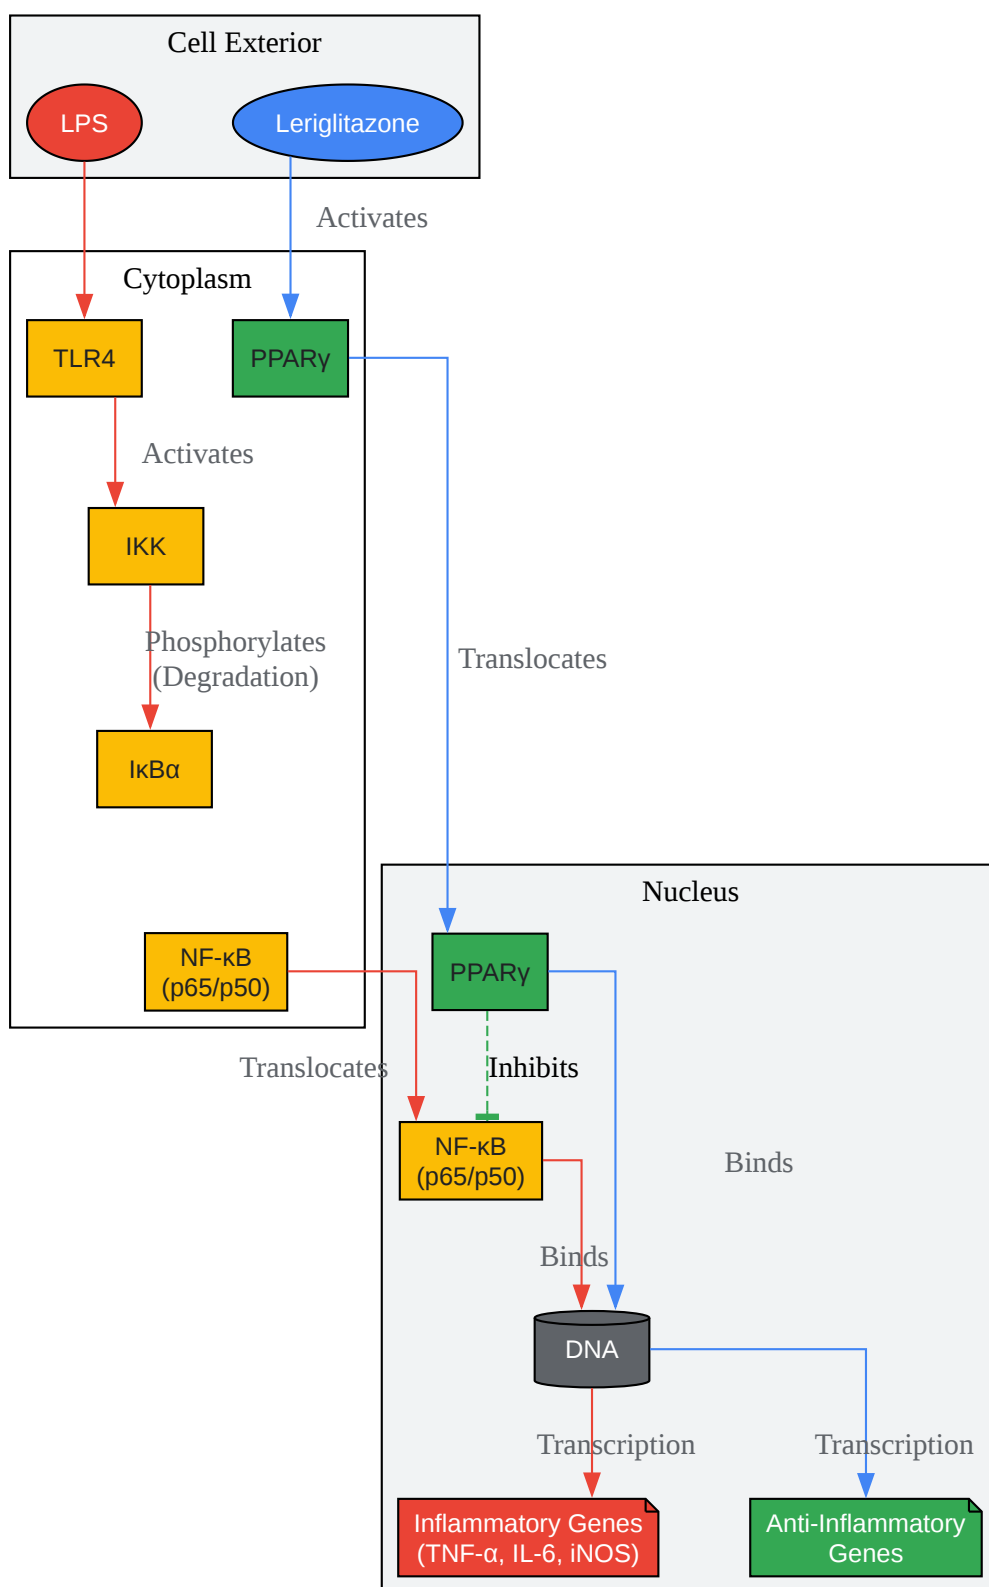 Cell Exterior
LPS
Leriglitazone
Activates
Cytoplasm
TLR4
PPARγ
Activates
IKK
Phosphorylates
(Degradation)
Translocates
IκBα
Nucleus
NF-κB
(p65/p50)
PPARγ
Translocates
Inhibits
NF-κB
(p65/p50)
Binds
Binds
DNA
Transcription
Transcription
Inflammatory Genes
(TNF-α, IL-6, iNOS)
Anti-Inflammatory
Genes